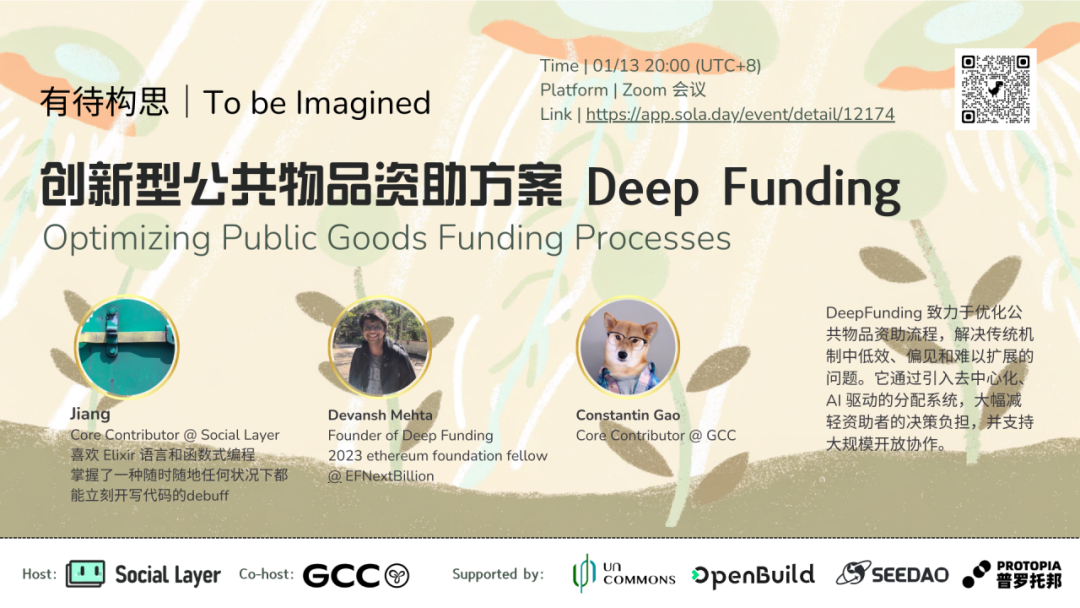 有待构思｜To be Imagined
Time | 01/13 20:00 (UTC+8)
Platform | Zoom 会议
Link | https://app.sola.day/event/detail/12174
创新型公共物品资助方案 Deep Funding
Optimizing Public Goods Funding Processes
Jiang
Core Contributor @ Social Layer
喜欢 Elixir 语言和函数式编程
掌握了一种随时随地任何状况下都
能立刻开写代码的debuff
Devansh Mehta
Founder of Deep Funding
2023 ethereum foundation fellow
@ EFNextBillion
Constantin Gao
Core Contributor @ GCC
DeepFunding 致力于优化公
共物品资助流程，解决传统机
制中低效、偏见和难以扩展的
问题。它通过引入去中心化、
AI 驱动的分配系统，大幅减
轻资助者的决策负担，并支持
大规模开放协作。
Host: Social Layer Co-host: GCC Supported by: UN COMMONS OpenBuild SEEDAO PROTOPIA 普罗托邦